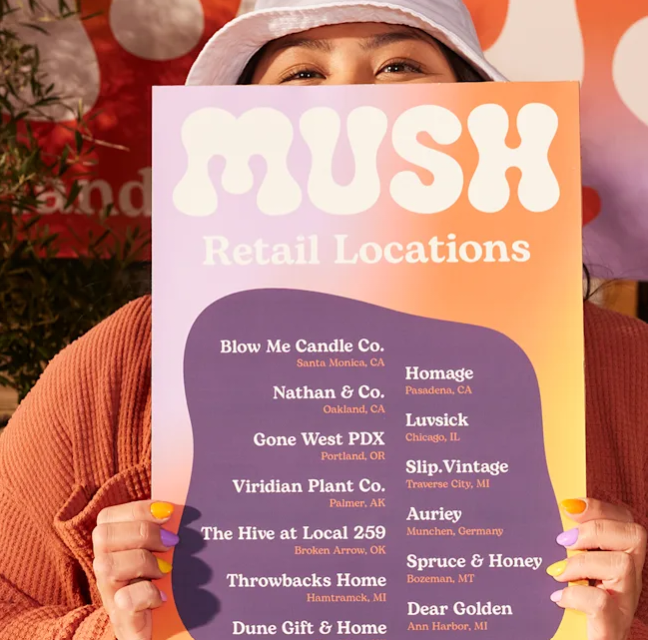 and
MUSH
Retail Locations
Blow Me Candle Co.
Santa Monica, CA
Nathan & Co.
Oakland, CA
Gone West PDX
Portland, OR
Viridian Plant Co.
Palmer, AK
The Hive at Local 259
Broken Arrow, OK
Throwbacks Home
Hamtramck, MI
Dune Gift & Home
Homage
Pasadena, CA
Luvsick
Chicago, IL
Slip.Vintage
Traverse City, MI
Auriey
Munchen, Germany
Spruce & Honey
Bozeman, MT
Dear Golden
Ann Harbor, MI